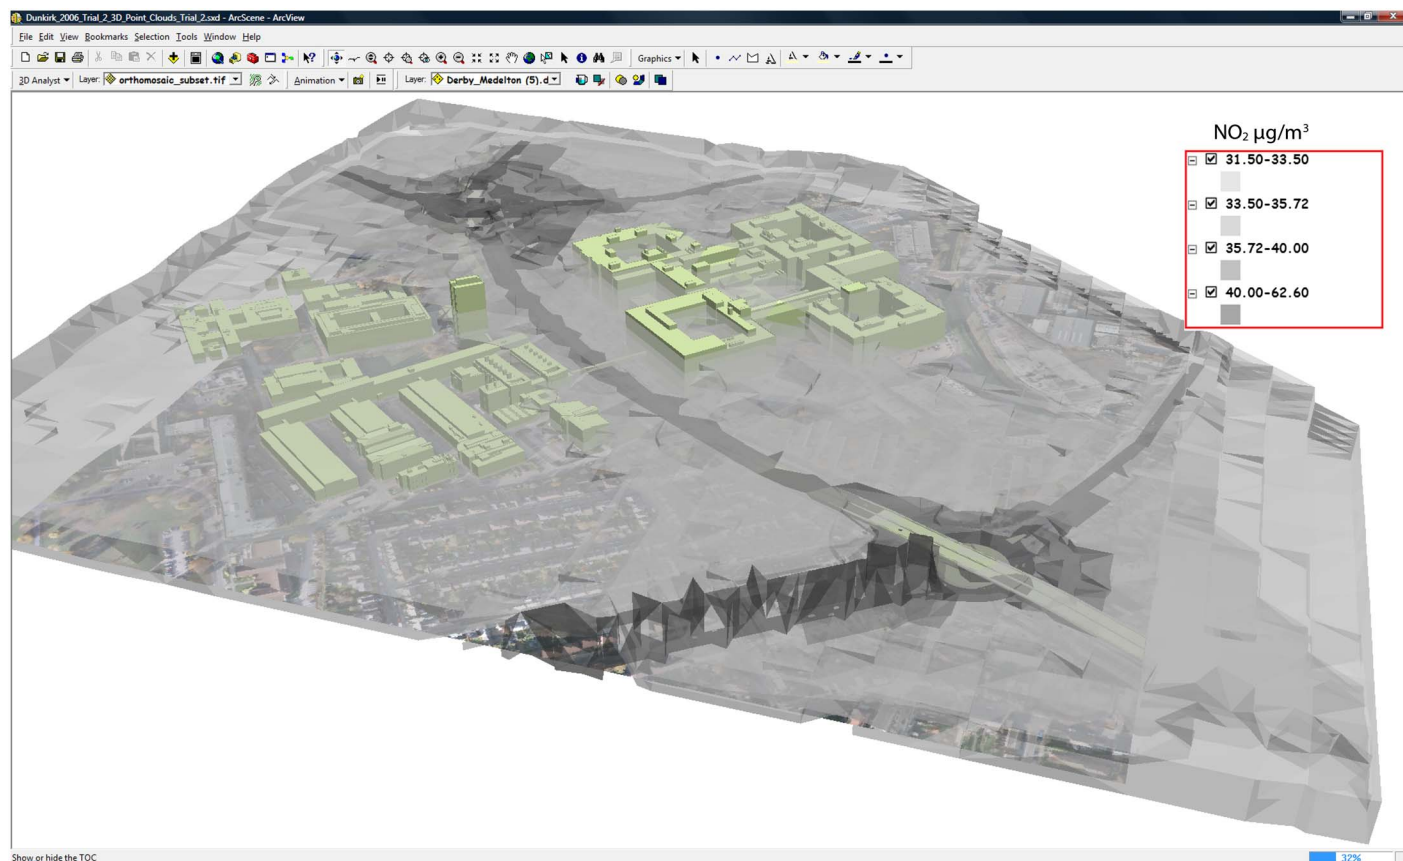 Dunkirk_2006_Trial_2_3D_Point_Clouds_Trial_2.sxd - ArcScene - ArcView
File Edit View Bookmarks Selection Tools Window Help
Graphics
3D Analyst Layer: orthomosaic_subset.tif Animation Layer: Derby_Medelton (5).d
NO₂ µg/m³
31.50-33.50
33.50-35.72
35.72-40.00
40.00-62.60
Show or hide the TOC
32%